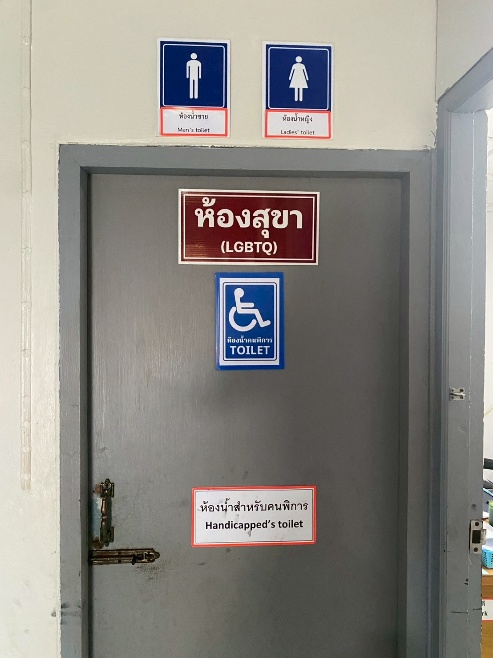 ห้องน้ำชาย
Men's toilet
ห้องน้ำหญิง
Ladies' toilet
ห้องสุขา
(LGBTQ)
ห้องน้ำคนพิการ
TOILET
ห้องน้ำสำหรับคนพิการ
Handicapped's toilet